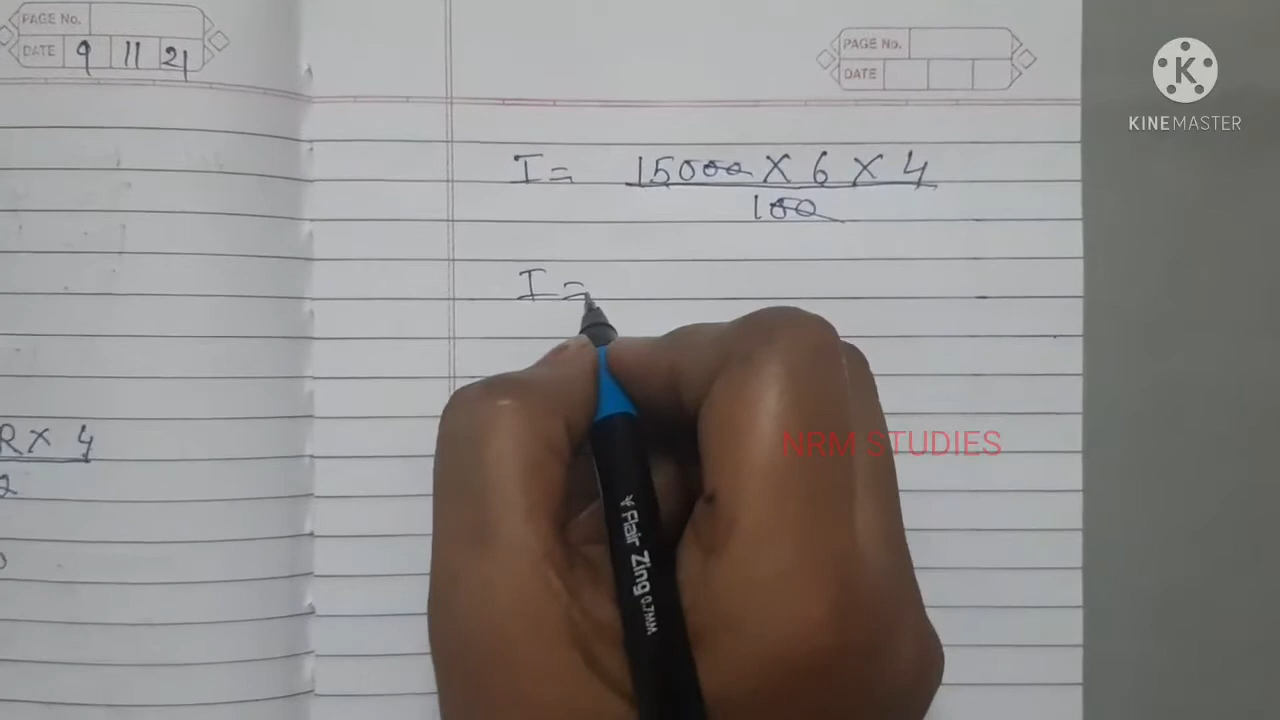 PAGE No.
DATE 9 11 21
PAGE No.
DATE
K
KINEMASTER
I = 15000 X 6 X 4
100
I =
R X 4
2
NRM STUDIES
Flair Zing 0.7MM